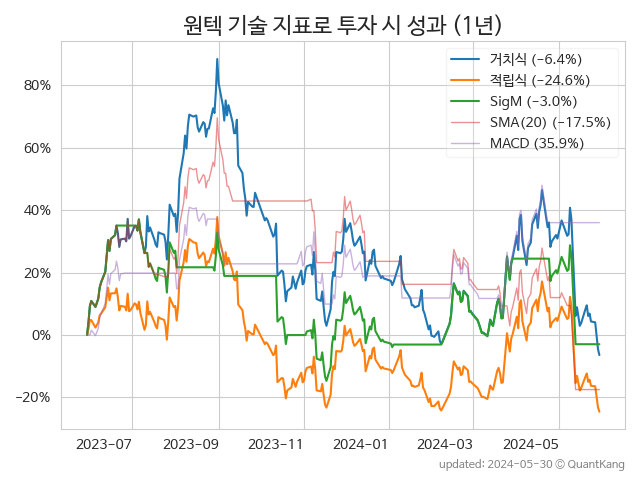 원텍 기술 지표로 투자 시 성과 (1년)
거치식 (−6.4%)
적립식 (−24.6%)
SigM (−3.0%)
SMA(20) (−17.5%)
MACD (35.9%)
80%
60%
40%
20%
0%
−20%
2023−07 2023−09 2023−11 2024−01 2024−03 2024−05
updated: 2024−05−30 ⓒ QuantKang